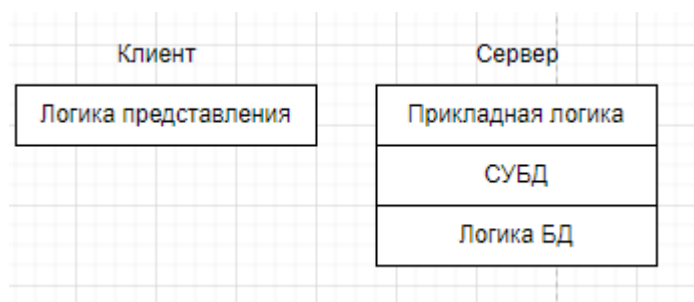 Клиент
Сервер
Логика представления
Прикладная логика
СУБД
Логика БД